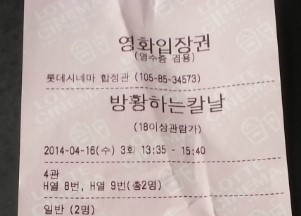 영화입장권
(영수증 겸용)
롯데시네마 합정관 (105-85-34573)
방황하는칼날
(18이상관람가)
2014-04-16(수) 3회 13:35 - 15:40
4관
H열 8번, H열 9번(총2명)
일반 (2명)